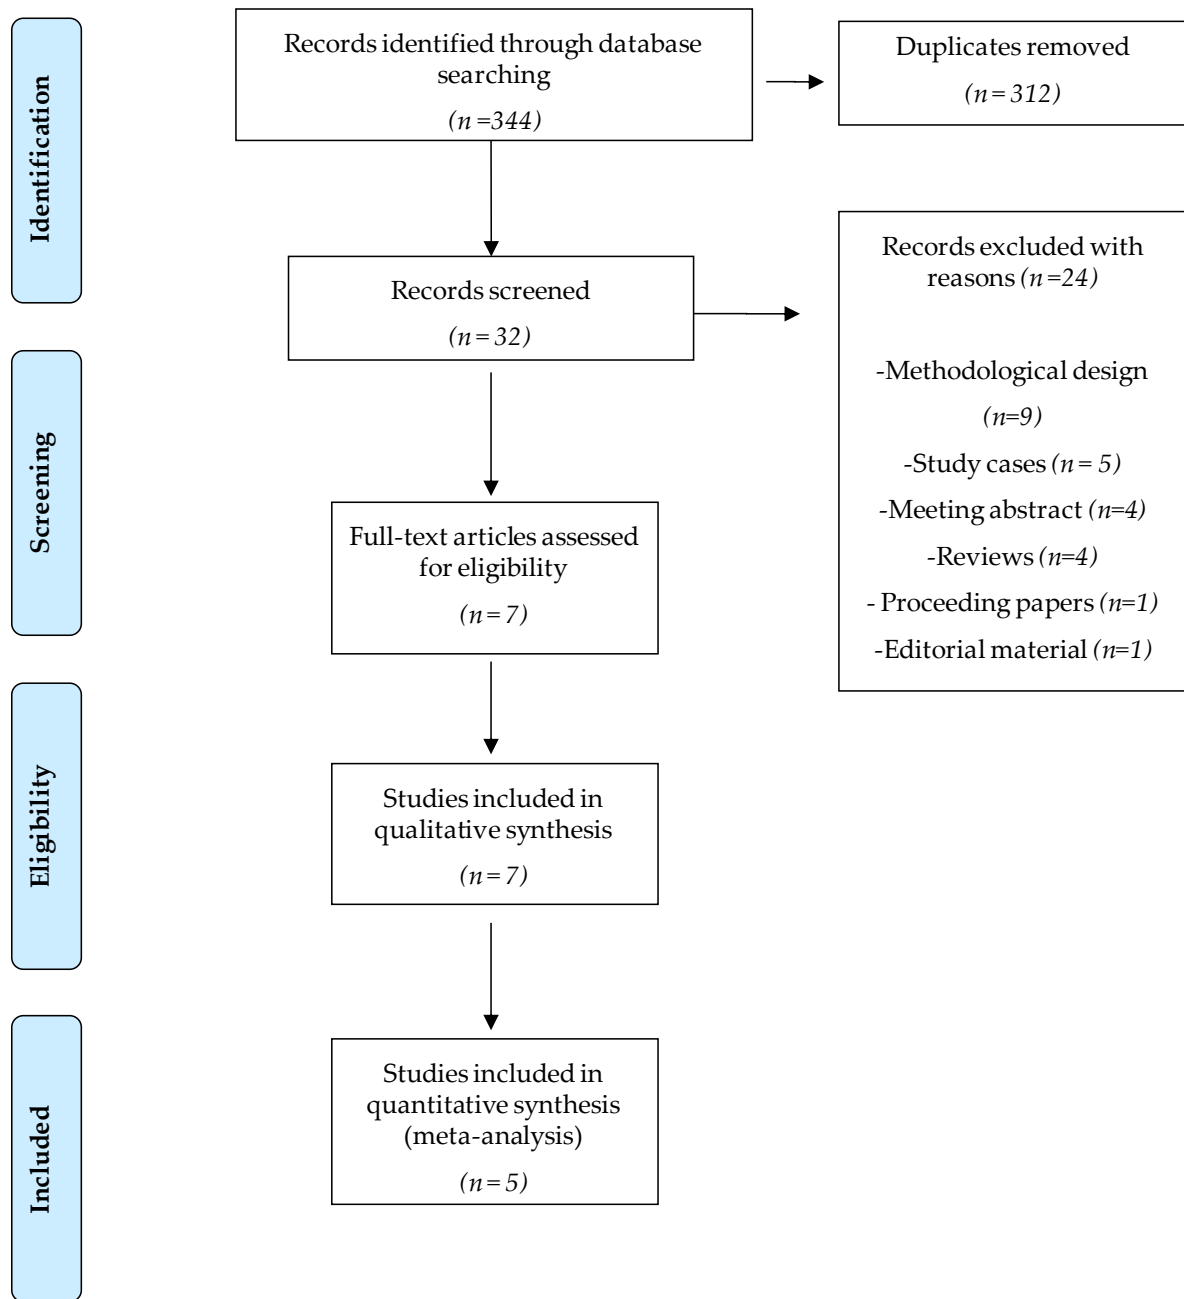 Identification
Records identified through database
searching
(n =344)
Duplicates removed
(n = 312)
Records screened
(n = 32)
Records excluded with
reasons (n =24)
-Methodological design
(n=9)
-Study cases (n = 5)
-Meeting abstract (n=4)
-Reviews (n=4)
- Proceeding papers (n=1)
-Editorial material (n=1)
Screening
Full-text articles assessed
for eligibility
(n = 7)
Eligibility
Studies included in
qualitative synthesis
(n = 7)
Included
Studies included in
quantitative synthesis
(meta-analysis)
(n = 5)